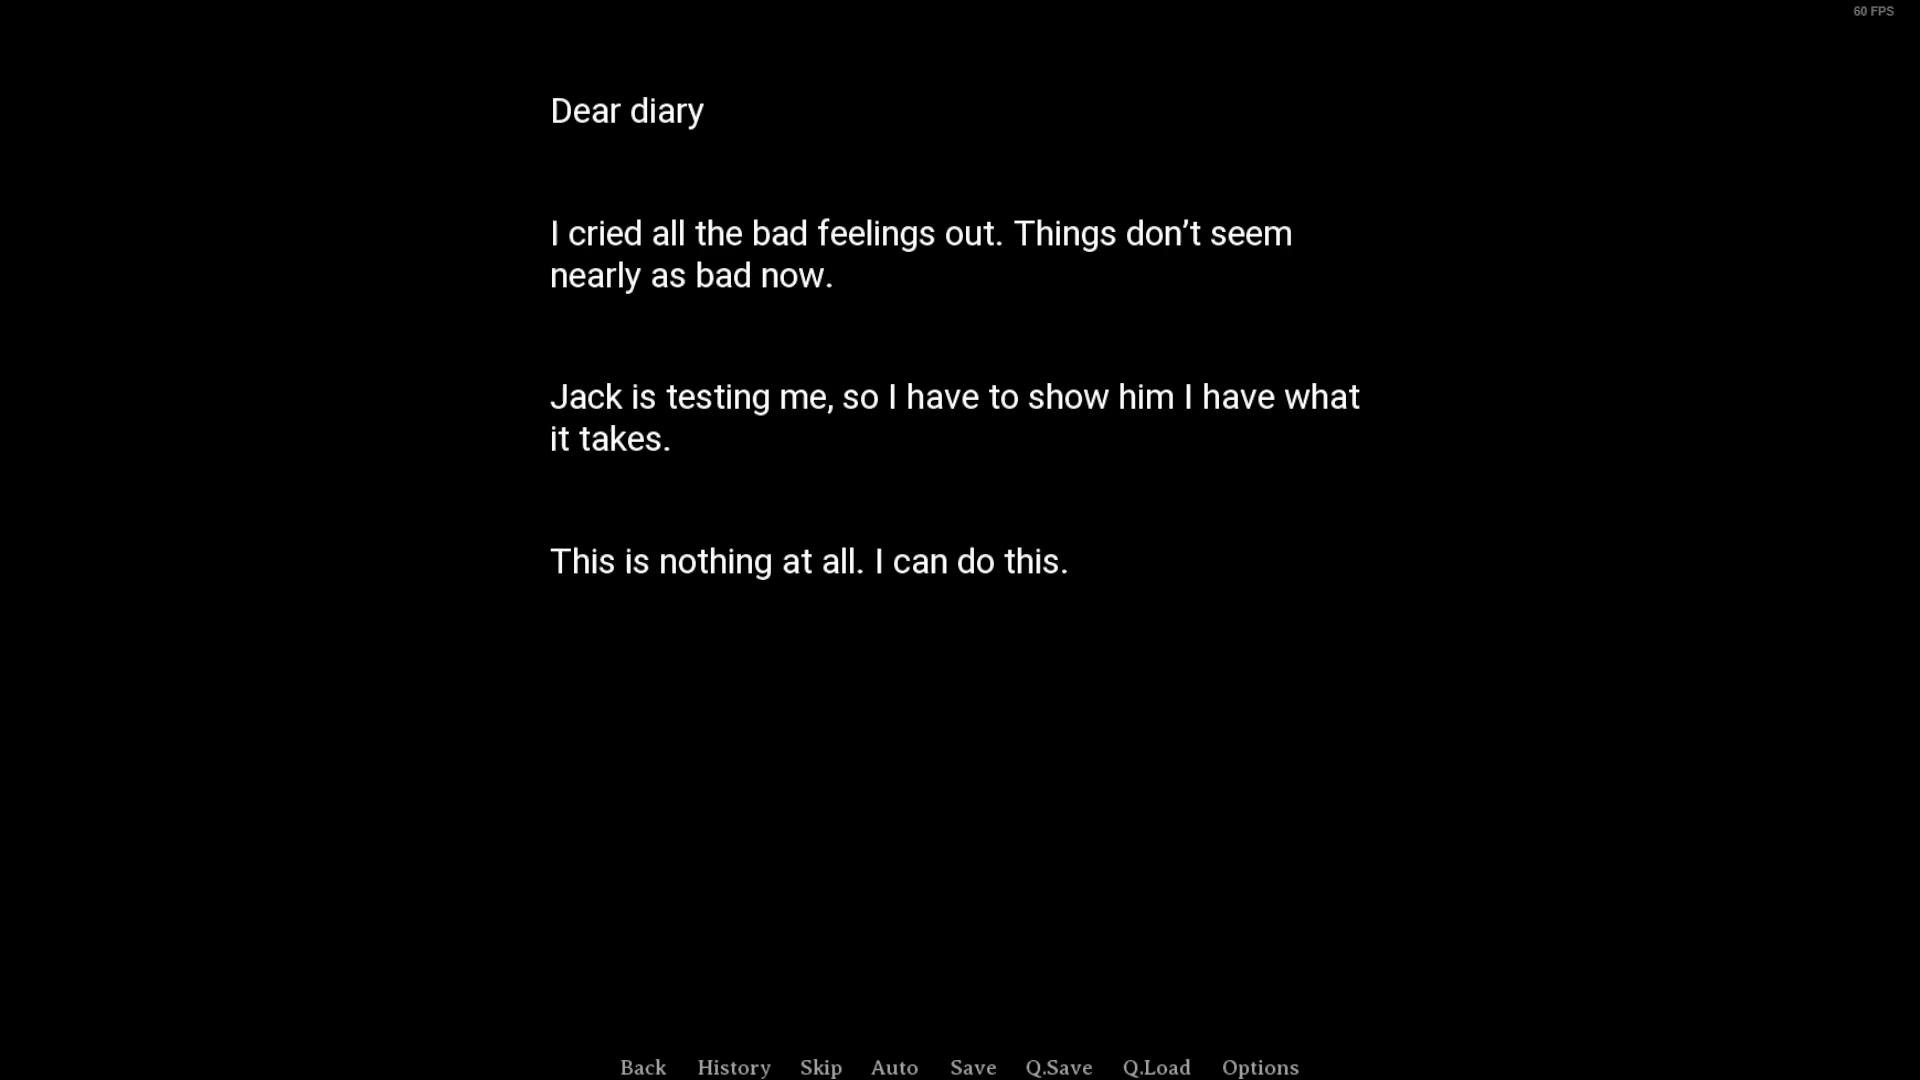 60 FPS
Dear diary
I cried all the bad feelings out. Things don’t seem
nearly as bad now.
Jack is testing me, so I have to show him I have what
it takes.
This is nothing at all. I can do this.
Back History Skip Auto Save Q.Save Q.Load Options